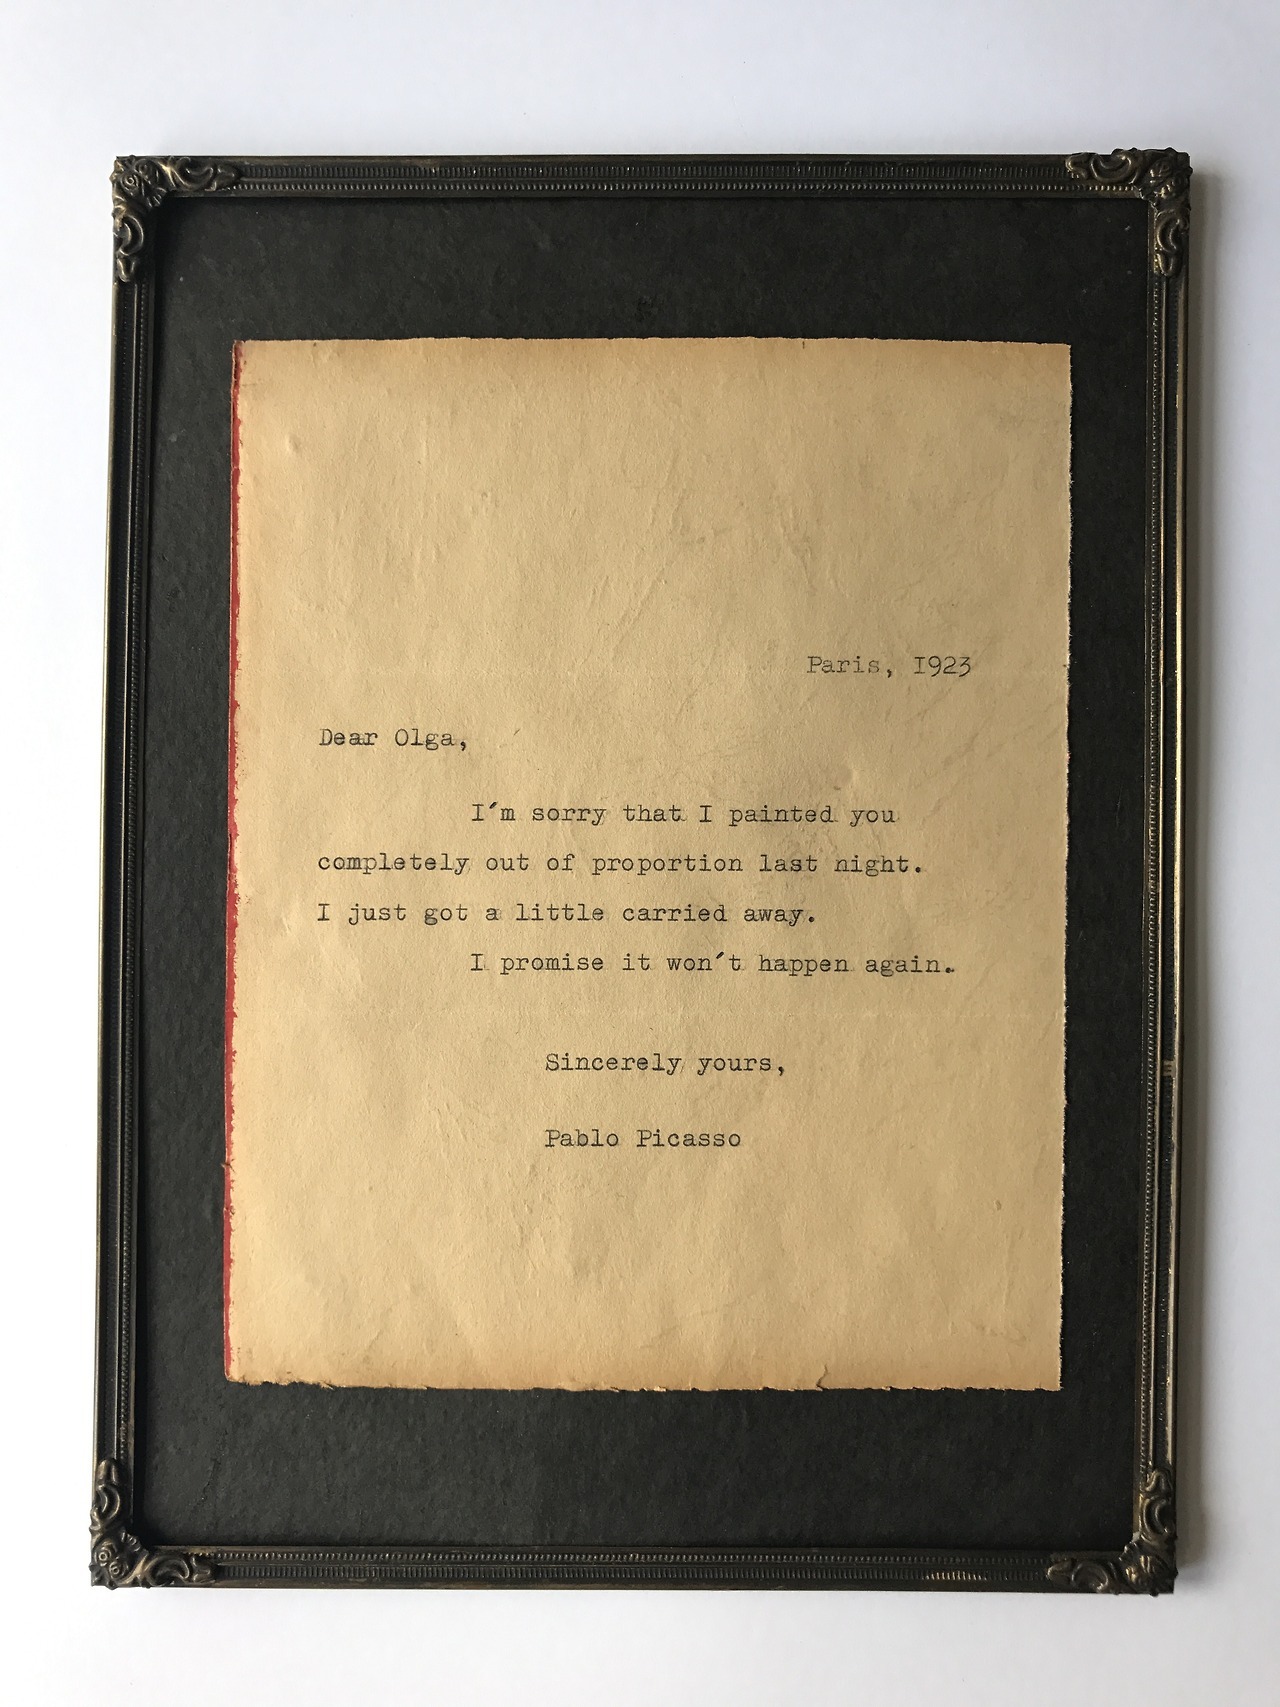 Paris, 1923
Dear Olga,
I´m sorry that I painted you
completely out of proportion last night.
I just got a little carried away.
I promise it won´t happen again.
Sincerely yours,
Pablo Picasso